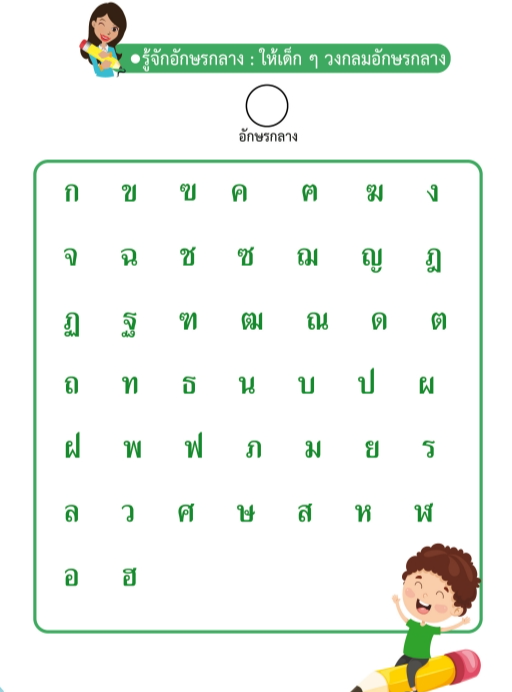 ●รู้จักอักษรกลาง : ให้เด็ก ๆ วงกลมอักษรกลาง
อักษรกลาง
ก ข ฃ ค ฅ ฆ ง
จ ฉ ช ซ ฌ ญ ฎ
ฏ ฐ ฑ ฒ ณ ด ต
ถ ท ธ น บ ป ผ
ฝ พ ฟ ภ ม ย ร
ล ว ศ ษ ส ห ฬ
อ ฮ